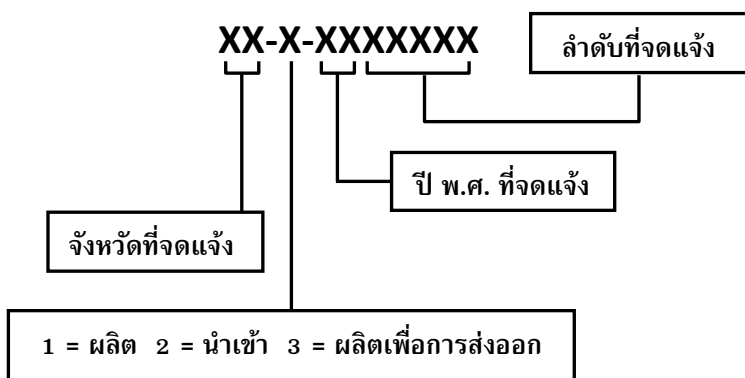 XX-X-XXXXXXX
ลำดับที่จดแจ้ง
ปี พ.ศ. ที่จดแจ้ง
จังหวัดที่จดแจ้ง
1 = ผลิต 2 = นำเข้า 3 = ผลิตเพื่อการส่งออก